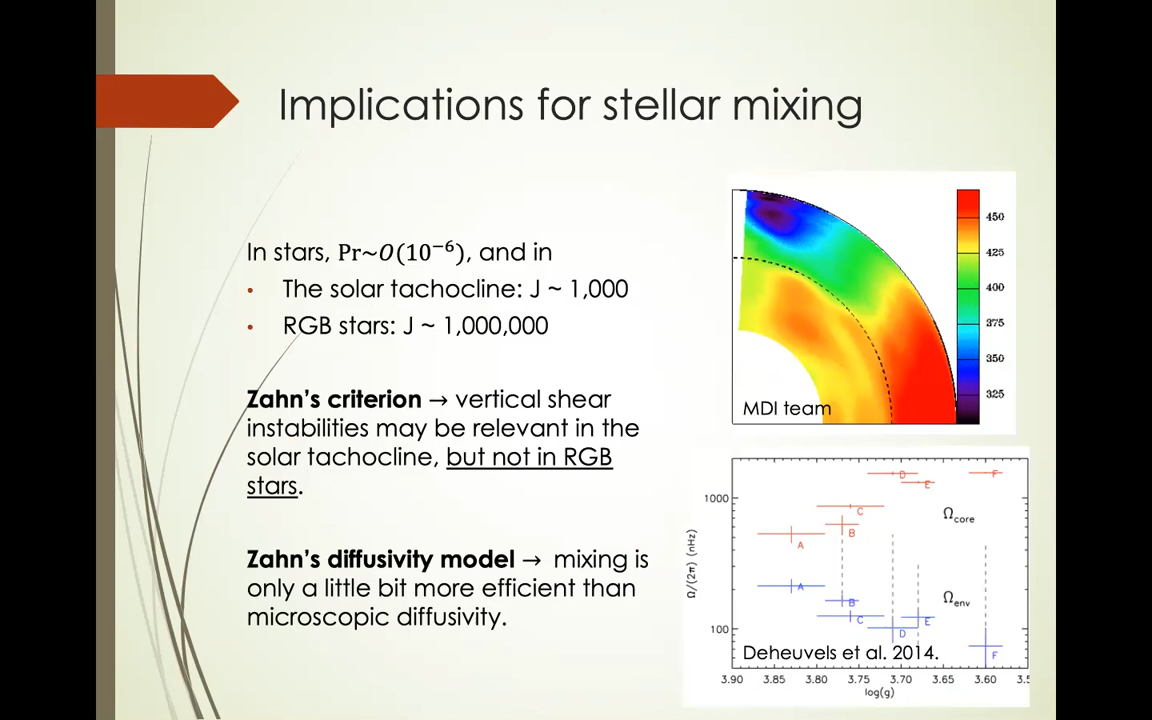 Implications for stellar mixing
In stars, Pr~O(10⁻⁶), and in
• The solar tachocline: J ~ 1,000
• RGB stars: J ~ 1,000,000
Zahn's criterion → vertical shear
instabilities may be relevant in the
solar tachocline, but not in RGB
stars.
Zahn's diffusivity model → mixing is
only a little bit more efficient than
microscopic diffusivity.
450
425
400
375
350
325
MDI team
D
F
E
1000
C
Ωcore
B
A
Ω/(2π) (nHz)
A
Ωenv
B
C
E
100
D
Deheuvels et al. 2014.
F
3.90 3.85 3.80 3.75 3.70 3.65 3.60 3.5
log(g)